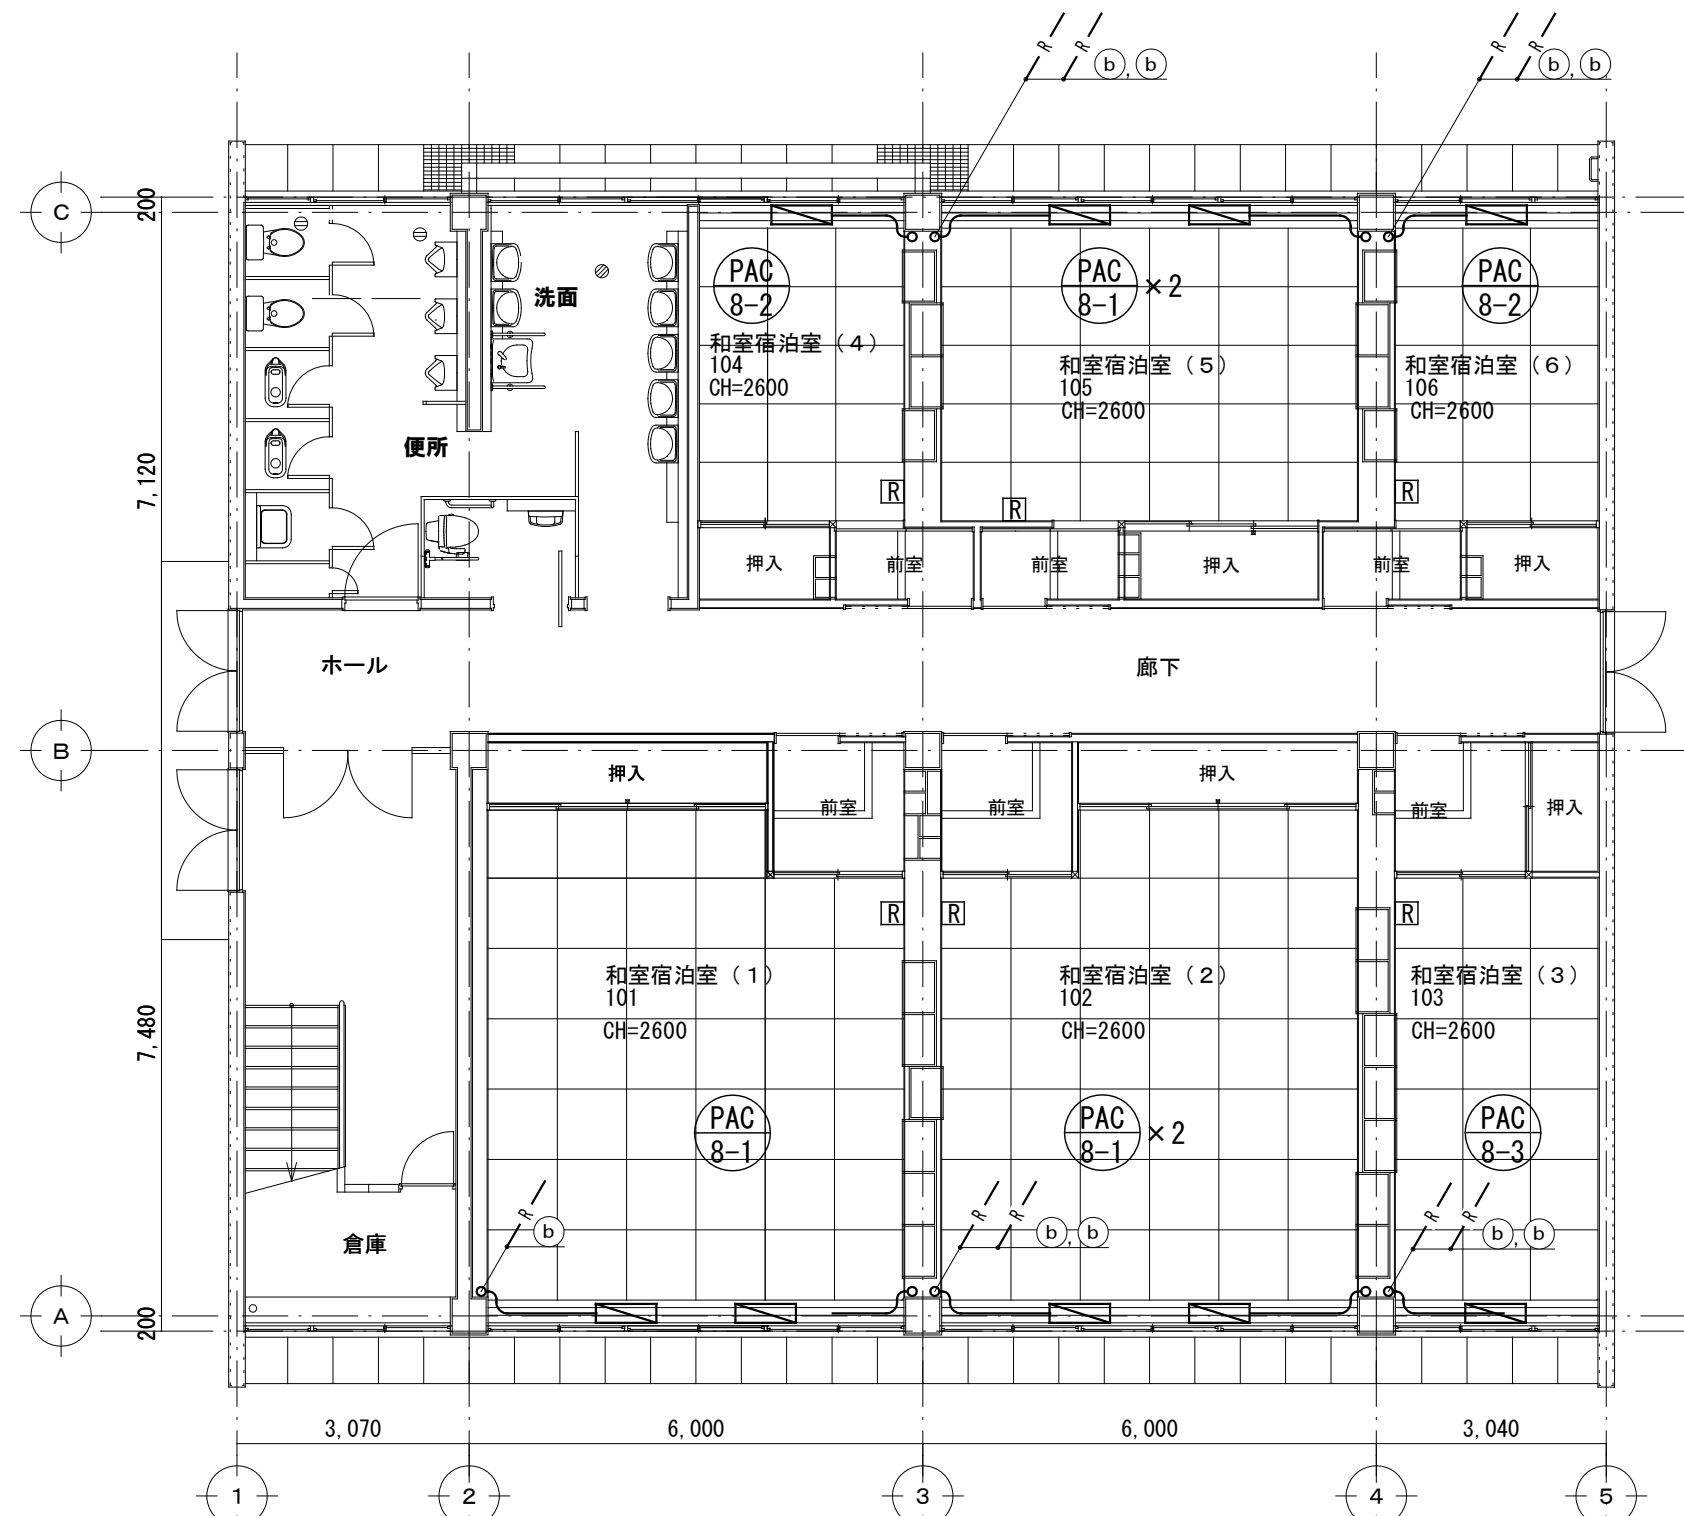 R R
b, b
R R
b, b
C
200
7,120
洗面
便所
PAC
8-2
和室宿泊室（4）
104
CH=2600
PAC
8-1
×2
和室宿泊室（5）
105
CH=2600
PAC
8-2
和室宿泊室（6）
106
CH=2600
R
R
R
押入
前室
前室
押入
前室
押入
ホール
廊下
B
押入
前室
前室
押入
前室
押入
R
R
R
7,480
和室宿泊室（1）
101
CH=2600
和室宿泊室（2）
102
CH=2600
和室宿泊室（3）
103
CH=2600
PAC
8-1
PAC
8-1
×2
PAC
8-3
R
b
R R
b, b
R R
b, b
倉庫
A
200
3,070
6,000
6,000
3,040
1
2
3
4
5